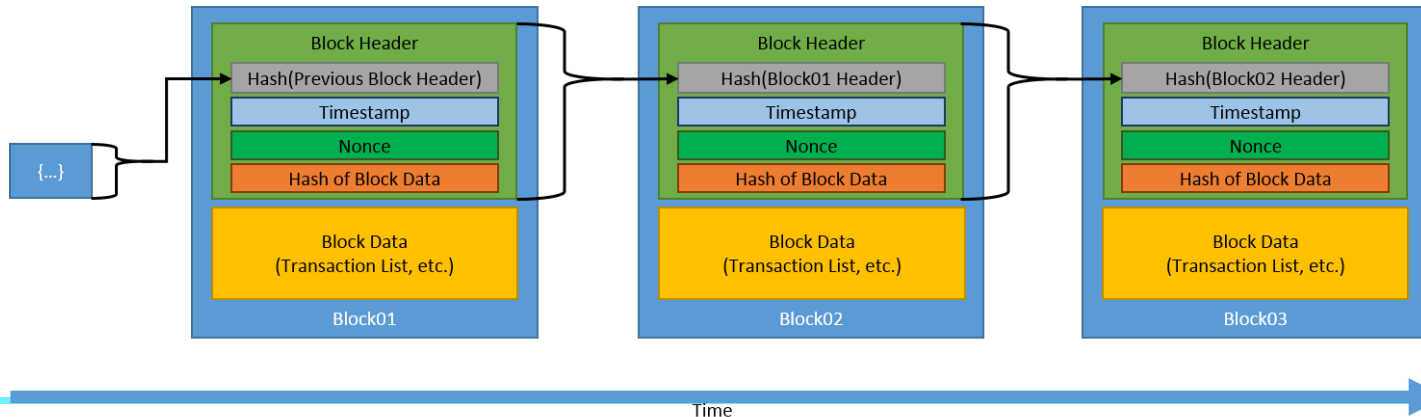 {...}
Block Header
Hash(Previous Block Header)
Timestamp
Nonce
Hash of Block Data
Block Data
(Transaction List, etc.)
Block01
Block Header
Hash(Block01 Header)
Timestamp
Nonce
Hash of Block Data
Block Data
(Transaction List, etc.)
Block02
Block Header
Hash(Block02 Header)
Timestamp
Nonce
Hash of Block Data
Block Data
(Transaction List, etc.)
Block03
Time